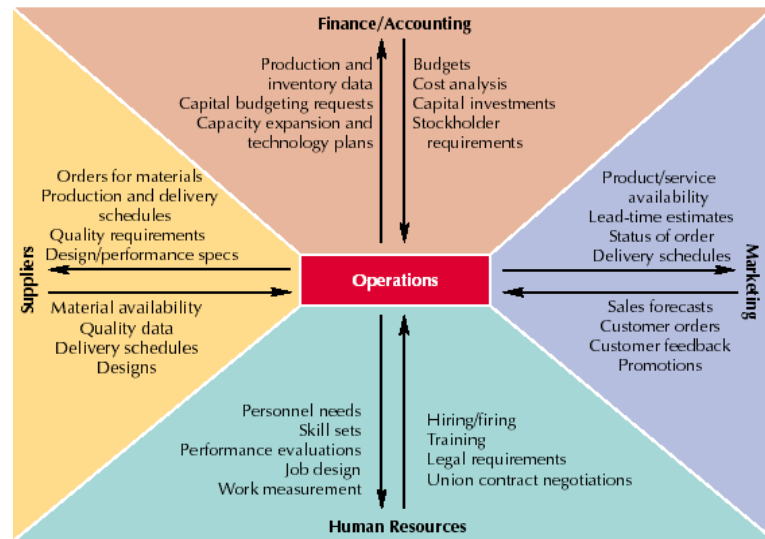 Finance/Accounting
Production and
inventory data
Capital budgeting requests
Capacity expansion and
technology plans
Budgets
Cost analysis
Capital investments
Stockholder
requirements
Suppliers
Orders for materials
Production and delivery
schedules
Quality requirements
Design/performance specs
Material availability
Quality data
Delivery schedules
Designs
Operations
Product/service
availability
Lead-time estimates
Status of order
Delivery schedules
Sales forecasts
Customer orders
Customer feedback
Promotions
Marketing
Personnel needs
Skill sets
Performance evaluations
Job design
Work measurement
Hiring/firing
Training
Legal requirements
Union contract negotiations
Human Resources